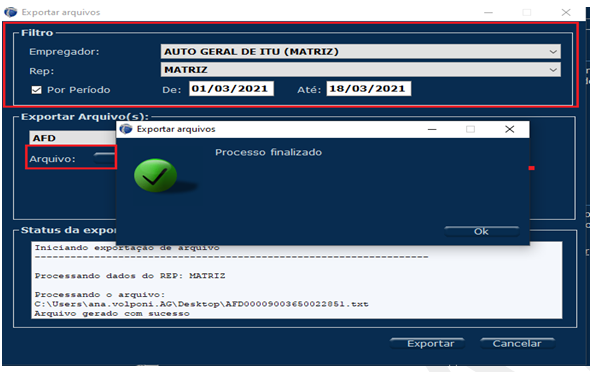 Exportar arquivos
Filtro
Empregador: AUTO GERAL DE ITU (MATRIZ)
Rep: MATRIZ
Por Período De: 01/03/2021 Até: 18/03/2021
Exportar Arquivo(s):
Exportar arquivos
AFD
Processo finalizado
Arquivo:
Ok
Status da expor
Iniciando exportação de arquivo
------------------------------------------------------------------
Processando dados do REP: MATRIZ
Processando o arquivo:
C:\Users\ana.volponi.AG\Desktop\AFD00009003650022851.txt
Arquivo gerado com sucesso
Exportar Cancelar